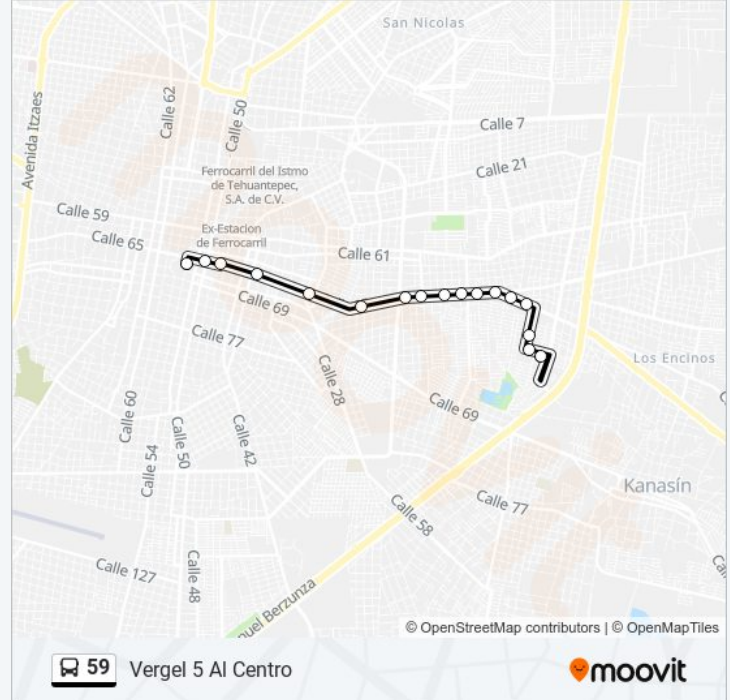 San Nicolas
Calle 62
Calle 50
Avenida Itzaes
Calle 7
Calle 21
Ferrocarril del Istmo
de Tehuantepec,
S.A. de C.V.
Calle 59
Calle 65
Ex-Estacion
de Ferrocarril
Calle 61
Calle 69
Calle 77
Calle 28
Los Encinos
Calle 60
Calle 54
Calle 50
Calle 42
Calle 69
Kanasín
Calle 77
Calle 58
Calle 127
Calle 48
nuel Berzunza
© OpenStreetMap contributors | © OpenMapTiles
59 Vergel 5 Al Centro
moovit